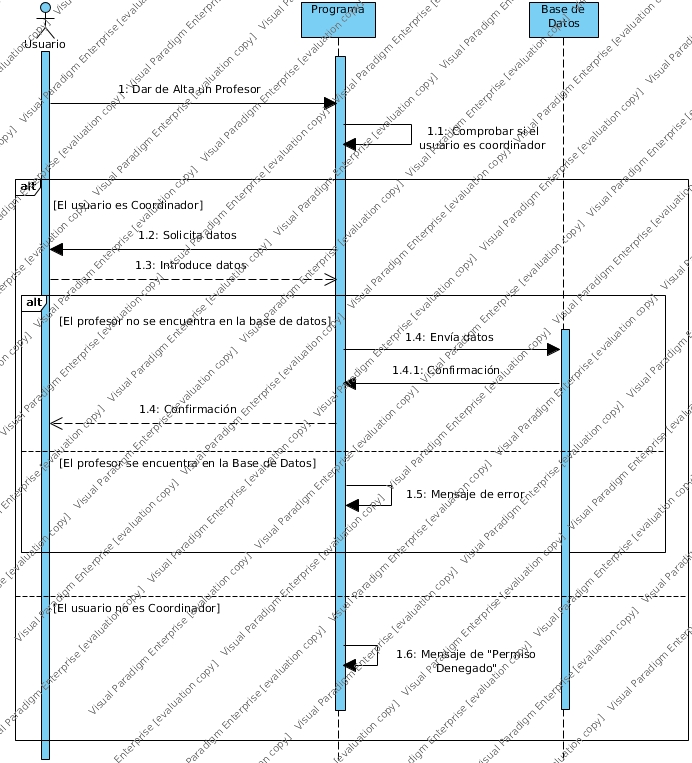 Usuario
Programa
Base de
Datos
1: Dar de Alta un Profesor
1.1: Comprobar si el
usuario es coordinador
alt
[El usuario es Coordinador]
1.2: Solicita datos
1.3: Introduce datos
alt
[El profesor no se encuentra en la base de datos]
1.4: Envía datos
1.4.1: Confirmación
1.4: Confirmación
[El profesor se encuentra en la Base de Datos]
1.5: Mensaje de error
[El usuario no es Coordinador]
1.6: Mensaje de "Permiso
Denegado"
Visual Paradigm Enterprise [evaluation copy]